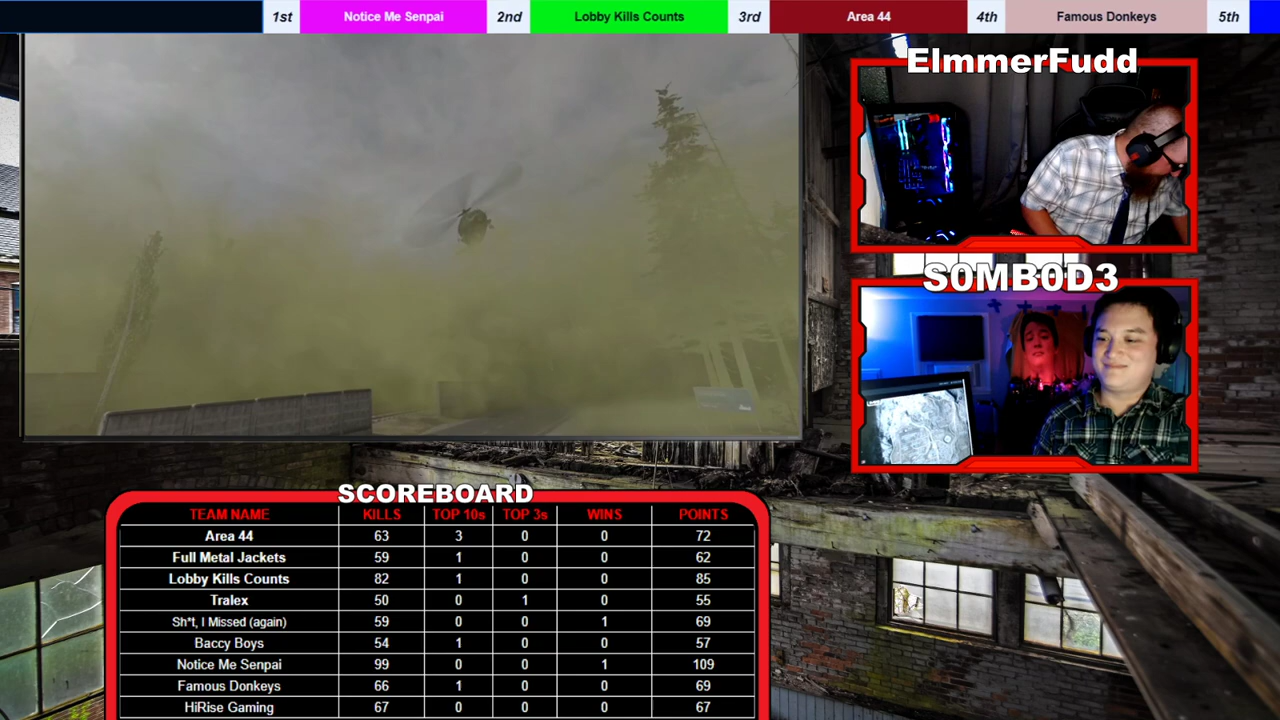 1st Notice Me Senpai 2nd Lobby Kills Counts 3rd Area 44 4th Famous Donkeys 5th
ElmmerFudd
S0MB0D3
SCOREBOARD
TEAM NAME KILLS TOP 10s TOP 3s WINS POINTS
Area 44 63 3 0 0 72
Full Metal Jackets 59 1 0 0 62
Lobby Kills Counts 82 1 0 0 85
Tralex 50 0 1 0 55
Sh*t, I Missed (again) 59 0 0 1 69
Baccy Boys 54 1 0 0 57
Notice Me Senpai 99 0 0 1 109
Famous Donkeys 66 1 0 0 69
HiRise Gaming 67 0 0 0 67